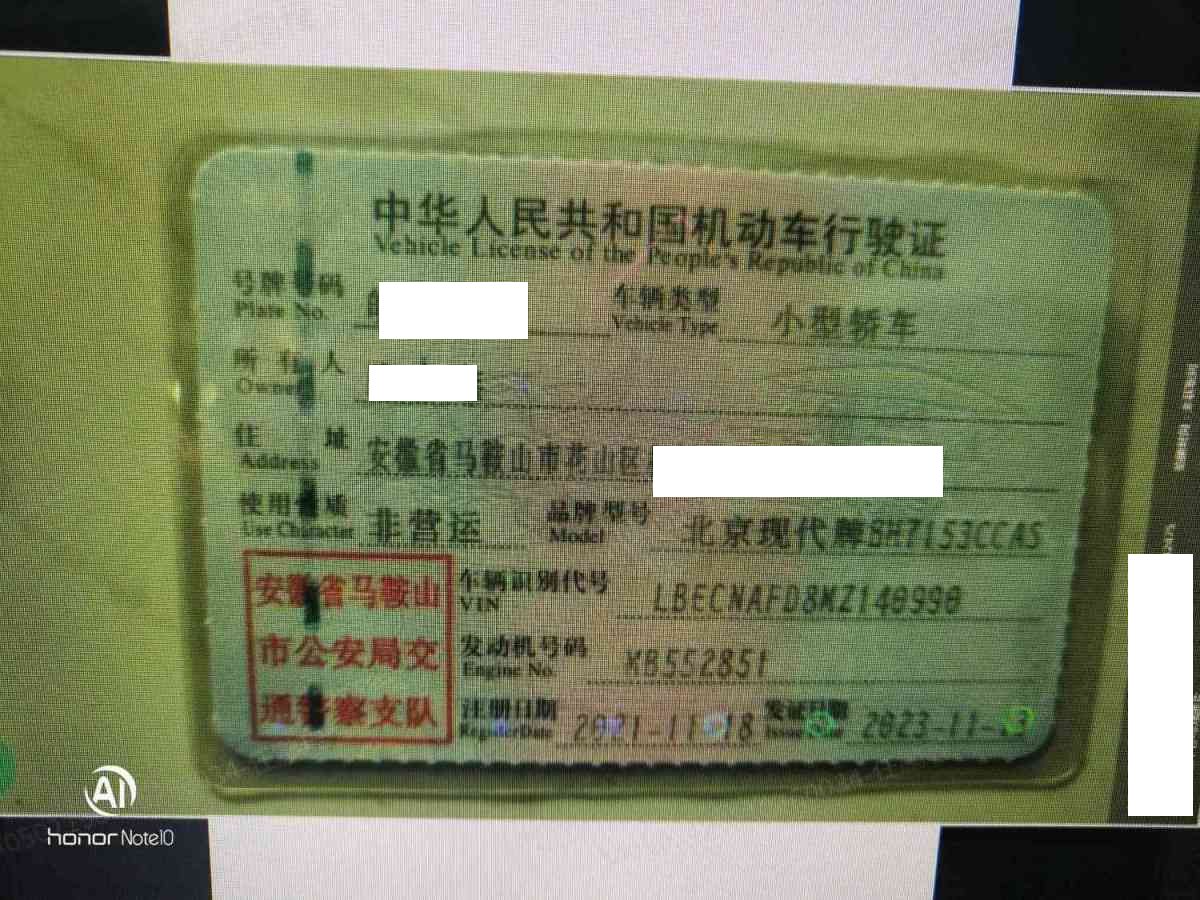 中华人民共和国机动车行驶证
Vehicle License of the People's Republic of China
号牌号码 车辆类型 小型轿车
Plate No. Vehicle Type
所有人
Owner
住址 安徽省马鞍山市花山区
Address
使用性质 非营运 品牌型号 北京现代牌BH7153CCAS
Use Character Model
安徽省马鞍山
市公安局交
通警察支队
车辆识别代号 LBECNAFD8MZ140990
VIN
发动机号码 KB552851
Engine No.
注册日期 2021-11-18 发证日期 2023-11-
Register Date Issue Date
AI
honor Note10